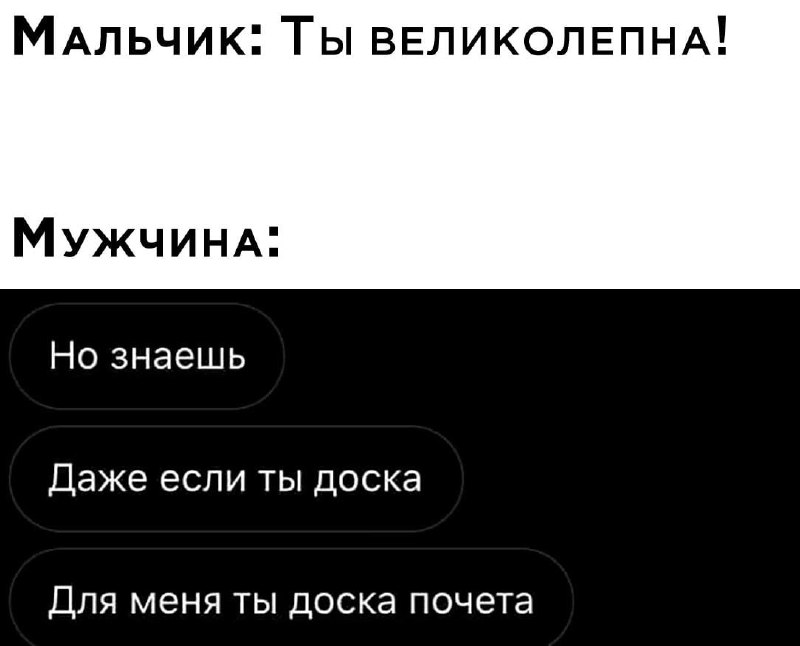 Мальчик: Ты великолепна!
Мужчина:
Но знаешь
Даже если ты доска
Для меня ты доска почета